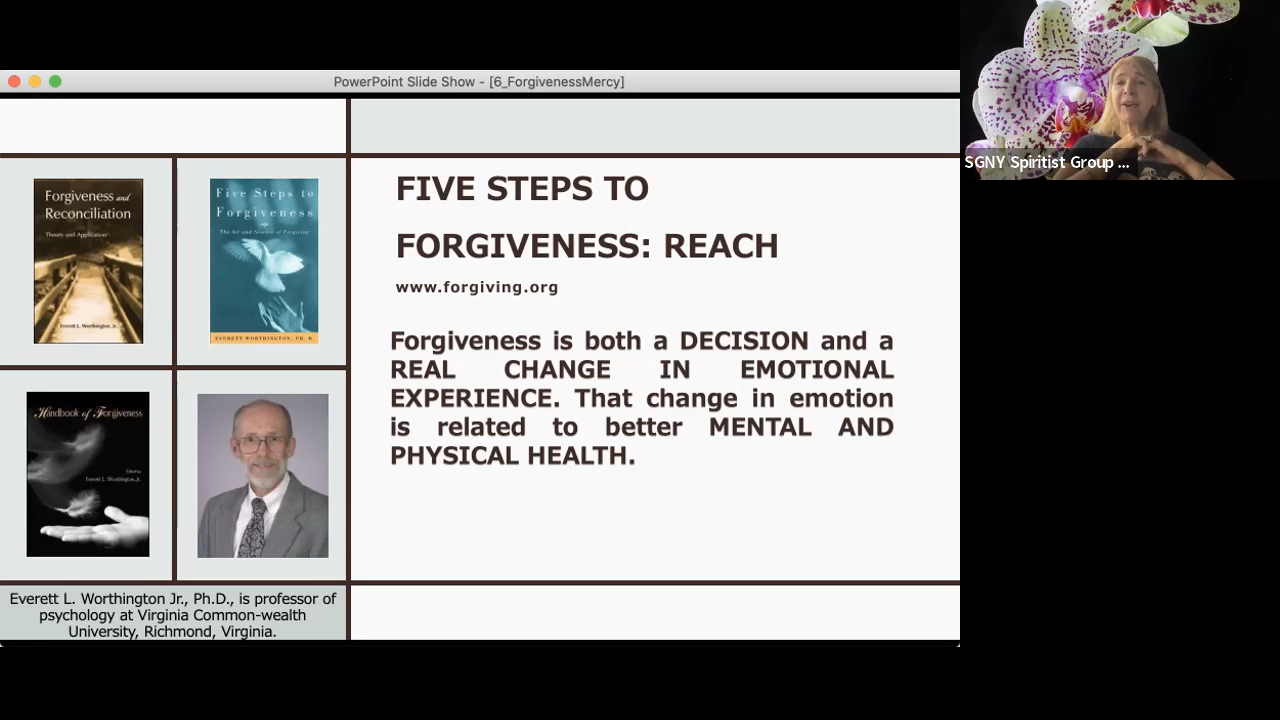 PowerPoint Slide Show - [6_ForgivenessMercy]
SGNY Spiritist Group ...
Forgiveness and
Reconciliation
Theory and Application
Everett L. Worthington, Jr.
Five Steps to
Forgiveness
The Art and Science of Forgiving
EVERETT WORTHINGTON, PH. D.
Handbook of Forgiveness
Edited by
Everett L. Worthington, Jr.
Everett L. Worthington Jr., Ph.D., is professor of
psychology at Virginia Common-wealth
University, Richmond, Virginia.
FIVE STEPS TO
FORGIVENESS: REACH
www.forgiving.org
Forgiveness is both a DECISION and a
REAL CHANGE IN EMOTIONAL
EXPERIENCE. That change in emotion
is related to better MENTAL AND
PHYSICAL HEALTH.